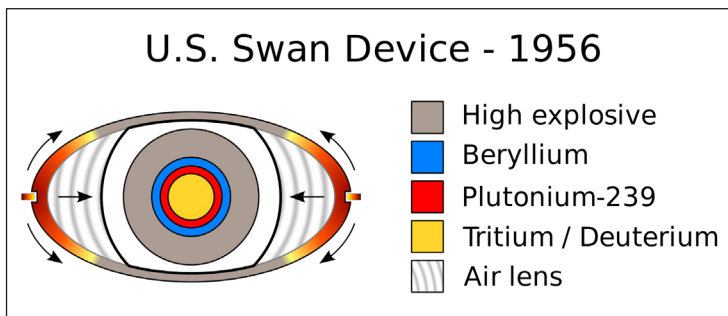 U.S. Swan Device - 1956
High explosive
Beryllium
Plutonium-239
Tritium / Deuterium
Air lens